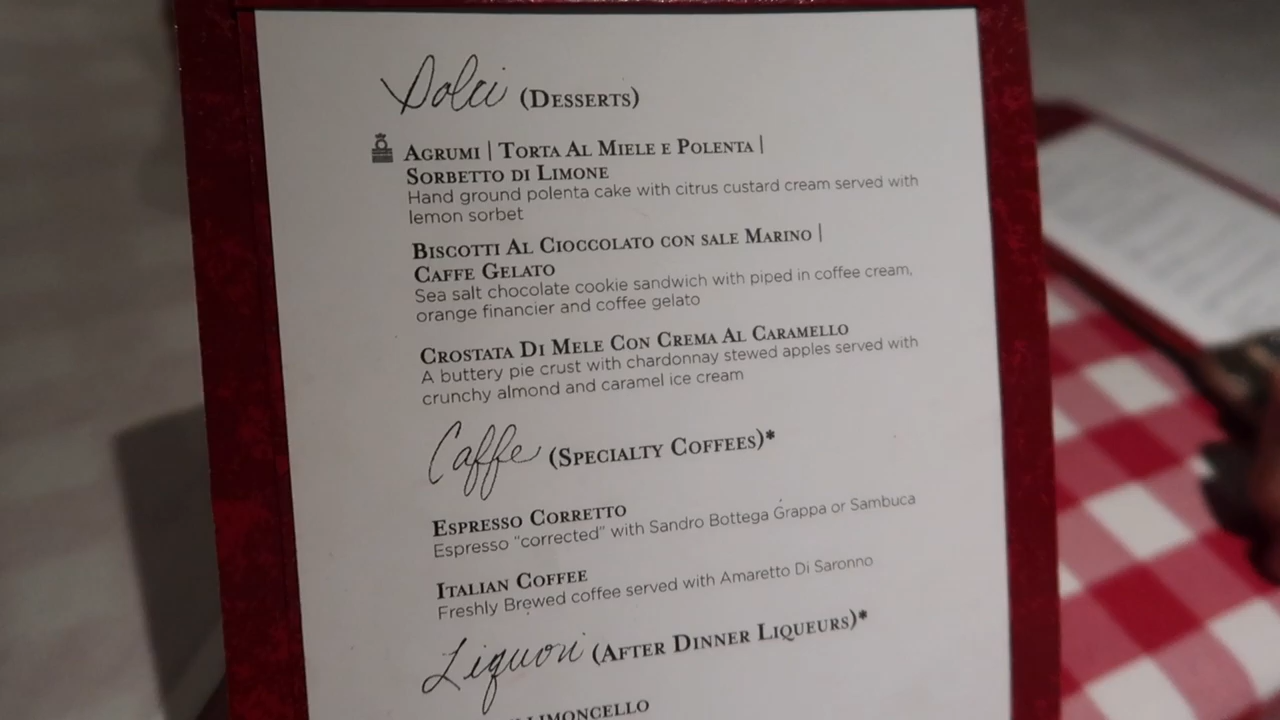 Dolci (Desserts)
Agrumi | Torta Al Miele e Polenta |
Sorbetto di Limone
Hand ground polenta cake with citrus custard cream served with
lemon sorbet
Biscotti Al Cioccolato con sale Marino |
Caffe Gelato
Sea salt chocolate cookie sandwich with piped in coffee cream,
orange financier and coffee gelato
Crostata Di Mele Con Crema Al Caramello
A buttery pie crust with chardonnay stewed apples served with
crunchy almond and caramel ice cream
Caffe (Specialty Coffees)*
Espresso Corretto
Espresso "corrected" with Sandro Bottega Grappa or Sambuca
Italian Coffee
Freshly Brewed coffee served with Amaretto Di Saronno
Liquori (After Dinner Liqueurs)*
Limoncello